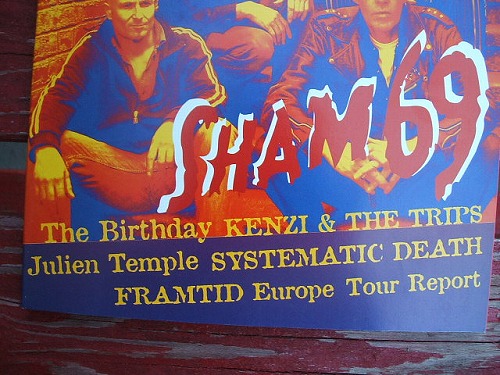 SHAM 69
The Birthday KENZI & THE TRIPS
Julien Temple SYSTEMATIC DEATH
FRAMTID Europe Tour Report